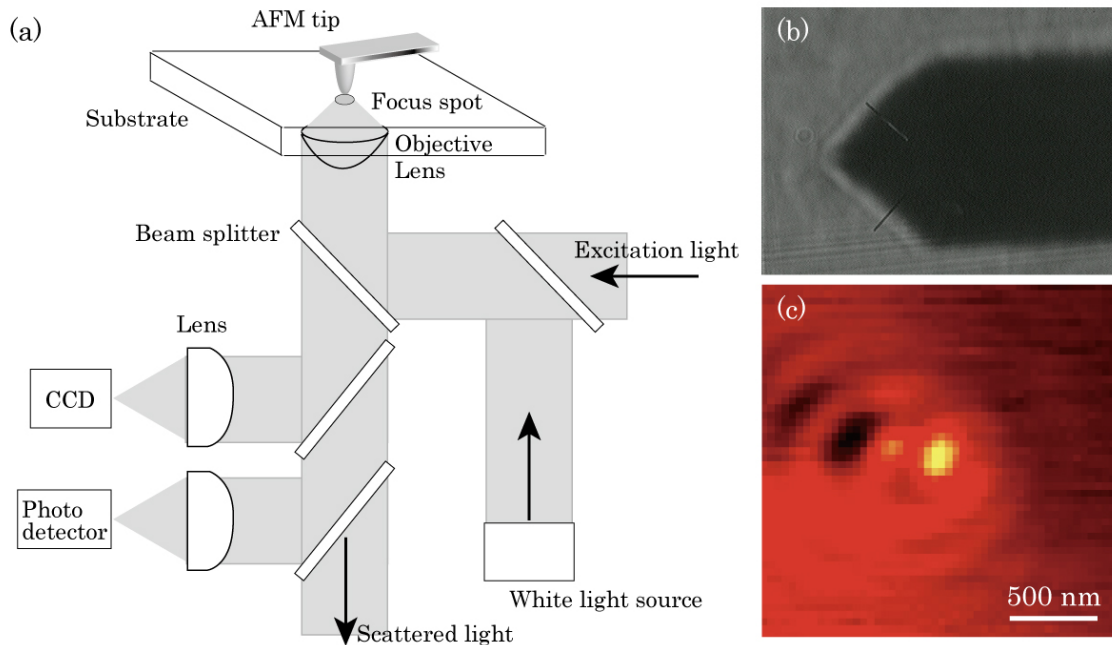 (a)
AFM tip
Focus spot
Substrate
Objective
Lens
Beam splitter
Excitation light
Lens
CCD
Photo
detector
White light source
Scattered light
(b)
(c)
500 nm